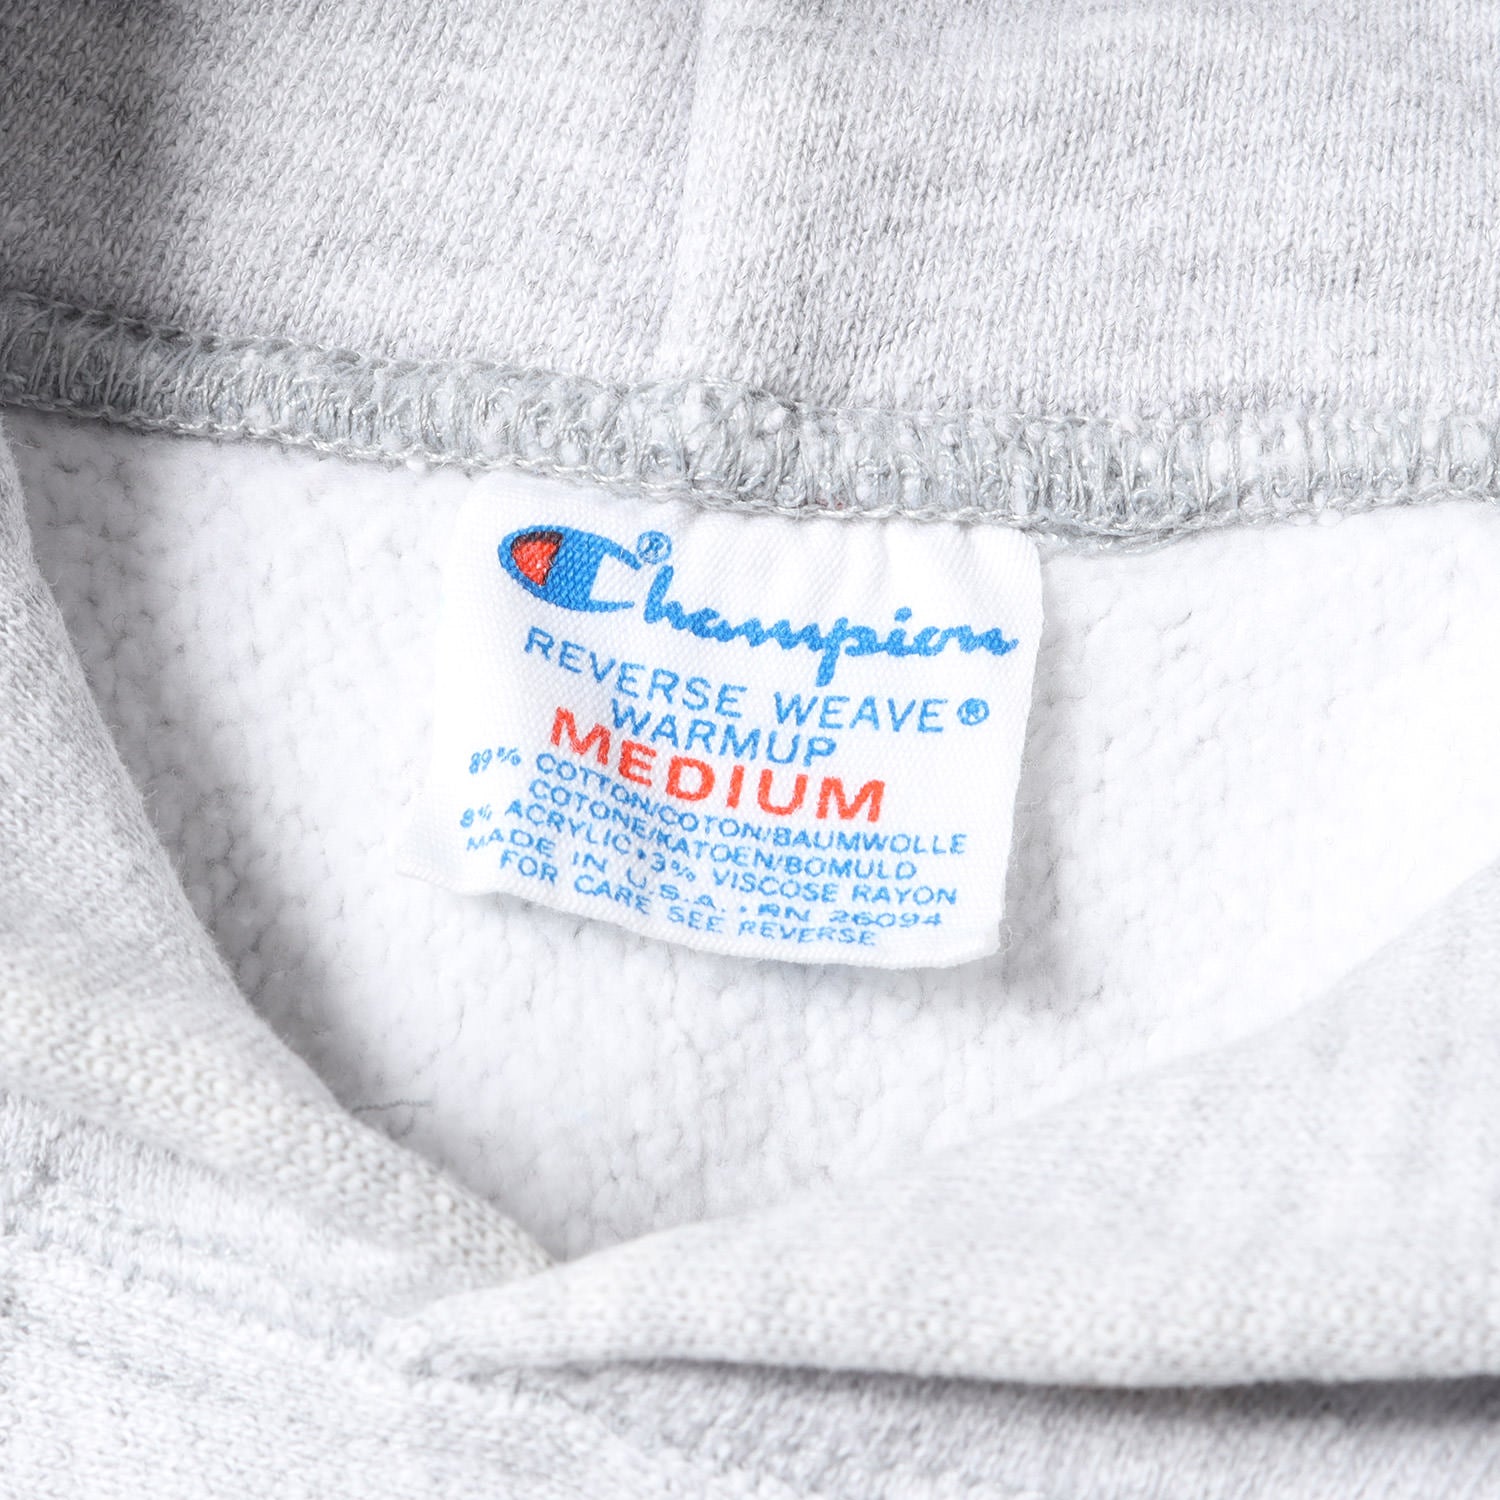 Champion®
REVERSE WEAVE®
WARMUP
MEDIUM
89% COTTON/COTON/BAUMWOLLE
COTONE/KATOEN/BOMULD
8% ACRYLIC • 3% VISCOSE RAYON
MADE IN U.S.A. • RN 26094
FOR CARE SEE REVERSE